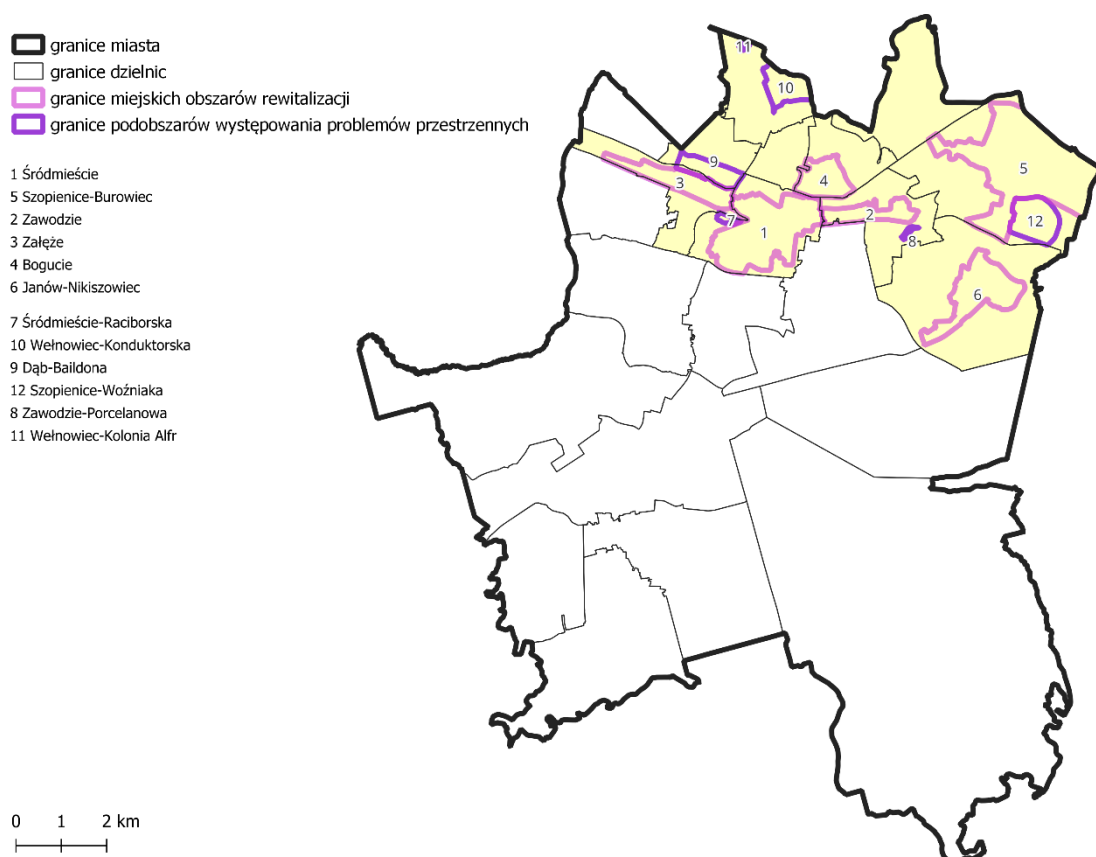 granice miasta
granice dzielnic
granice miejskich obszarów rewitalizacji
granice podobszarów występowania problemów przestrzennych
1 Śródmieście
5 Szopienice-Burowiec
2 Zawodzie
3 Załęże
4 Bogucie
6 Janów-Nikiszowiec
7 Śródmieście-Raciborska
10 Wełnowiec-Konduktorska
9 Dąb-Baildona
12 Szopienice-Woźniaka
8 Zawodzie-Porcelanowa
11 Wełnowiec-Kolonia Alfr
11
10
9
5
3
4
12
7
2
1
8
6
0 1 2 km